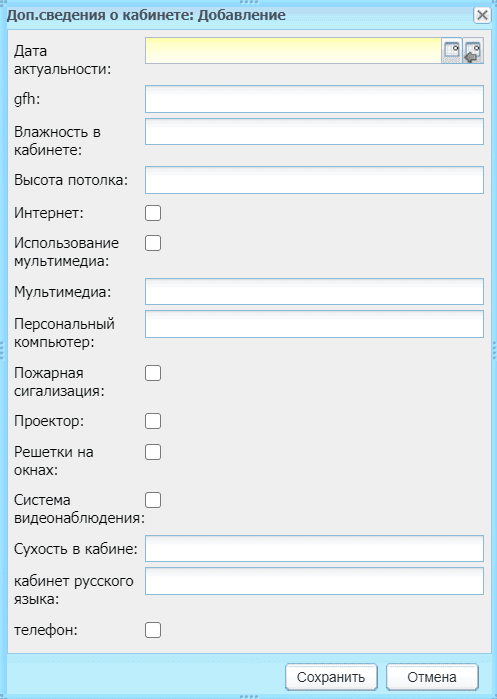 Доп.сведения о кабинете: Добавление
Дата
актуальности:
gfh:
Влажность в
кабинете:
Высота потолка:
Интернет:
Использование
мультимедиа:
Мультимедиа:
Персональный
компьютер:
Пожарная
сигализация:
Проектор:
Решетки на
окнах:
Система
видеонаблюдения:
Сухость в кабине:
кабинет русского
языка:
телефон:
Сохранить
Отмена